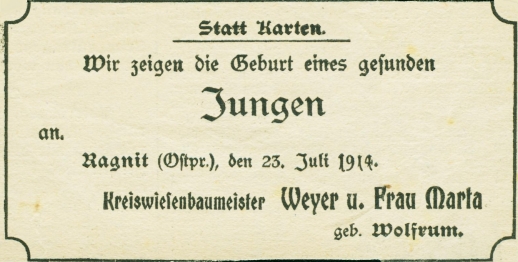 Statt Karten.
Wir zeigen die Geburt eines gesunden
Jungen
an.
Ragnit (Ostpr.), den 23. Juli 1914.
Kreiswiesenbaumeister Weyer u. Frau Marta
geb. Wolfrum.